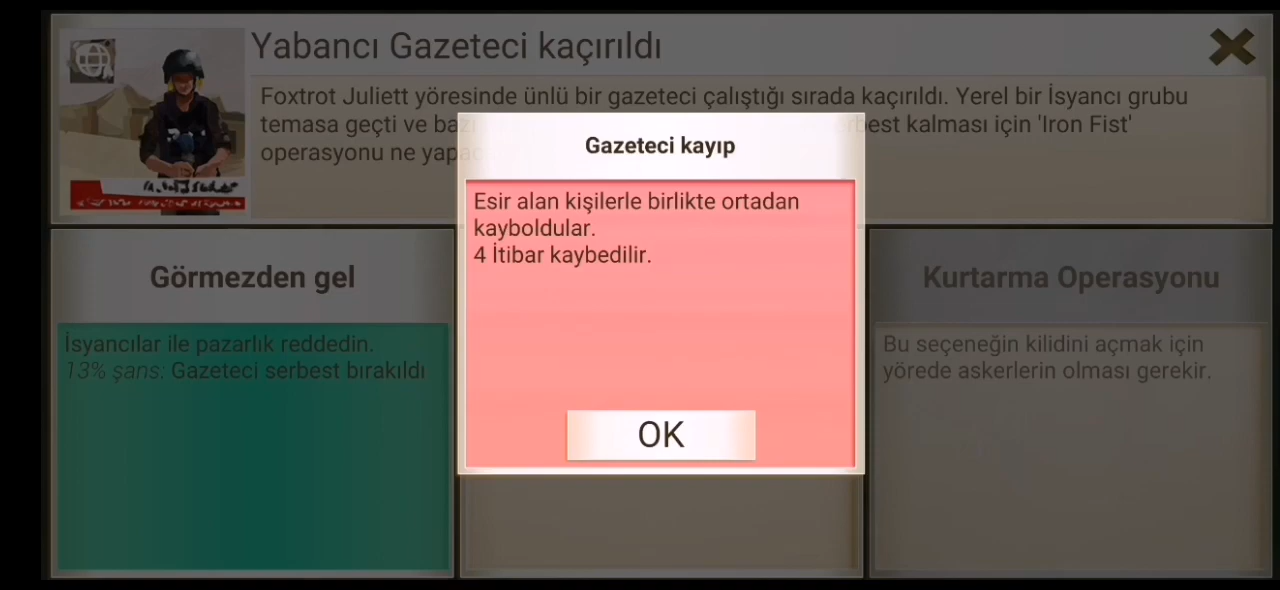 Yabancı Gazeteci kaçırıldı
Foxtrot Juliett yöresinde ünlü bir gazeteci çalıştığı sırada kaçırıldı. Yerel bir İsyancı grubu
temasa geçti ve kalması için 'Iron Fist'
operasyonu ne
Gazeteci kayıp
Esir alan kişilerle birlikte ortadan
kayboldular.
4 İtibar kaybedilir.
OK
Görmezden gel
İsyancılar ile pazarlık reddedin.
13% şans: Gazeteci serbest bırakıldı
Kurtarma Operasyonu
Bu seçeneğin kilidini açmak için
yörede askerlerin olması gerekir.